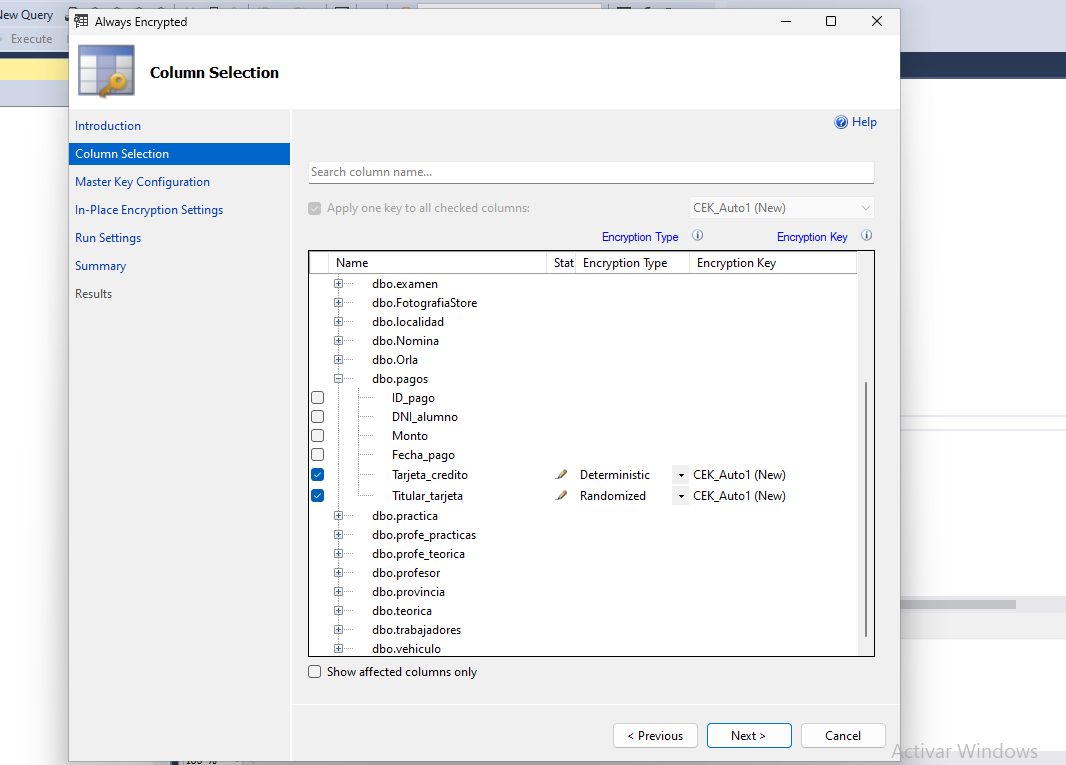 New Query
Execute
Always Encrypted
Column Selection
Introduction
Column Selection
Master Key Configuration
In-Place Encryption Settings
Run Settings
Summary
Results
Help
Search column name...
Apply one key to all checked columns: CEK_Auto1 (New)
Encryption Type Encryption Key
Name Stat Encryption Type Encryption Key
dbo.examen
dbo.FotografiaStore
dbo.localidad
dbo.Nomina
dbo.Orla
dbo.pagos
ID_pago
DNI_alumno
Monto
Fecha_pago
Tarjeta_credito Deterministic CEK_Auto1 (New)
Titular_tarjeta Randomized CEK_Auto1 (New)
dbo.practica
dbo.profe_practicas
dbo.profe_teorica
dbo.profesor
dbo.provincia
dbo.teorica
dbo.trabajadores
dbo.vehiculo
Show affected columns only
< Previous Next > Cancel
Activar Windows
100 %